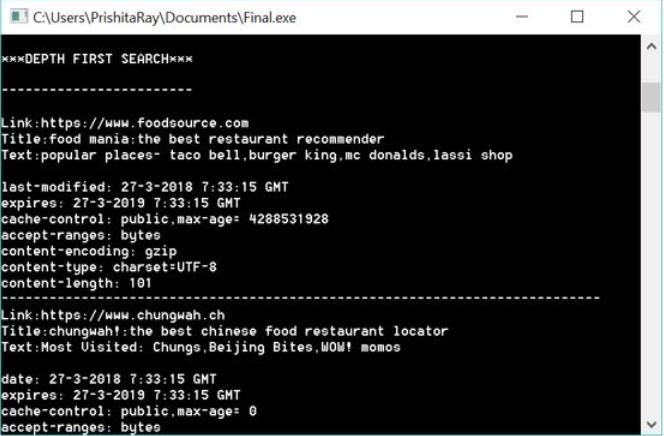 C:\Users\PrishitaRay\Documents\Final.exe
***DEPTH FIRST SEARCH***
------------------------
Link:https://www.foodsource.com
Title:food mania:the best restaurant recommender
Text:popular places- taco bell,burger king,mc donalds,lassi shop
last-modified: 27-3-2018 7:33:15 GMT
expires: 27-3-2019 7:33:15 GMT
cache-control: public,max-age= 4288531928
accept-ranges: bytes
content-encoding: gzip
content-type: charset=UTF-8
content-length: 101
---------------------------------------------------------------------------
Link:https://www.chungwah.ch
Title:chungwah!:the best chinese food restaurant locator
Text:Most Visited: Chungs,Beijing Bites,WOW! momos
date: 27-3-2018 7:33:15 GMT
expires: 27-3-2019 7:33:15 GMT
cache-control: public,max-age= 0
accept-ranges: bytes